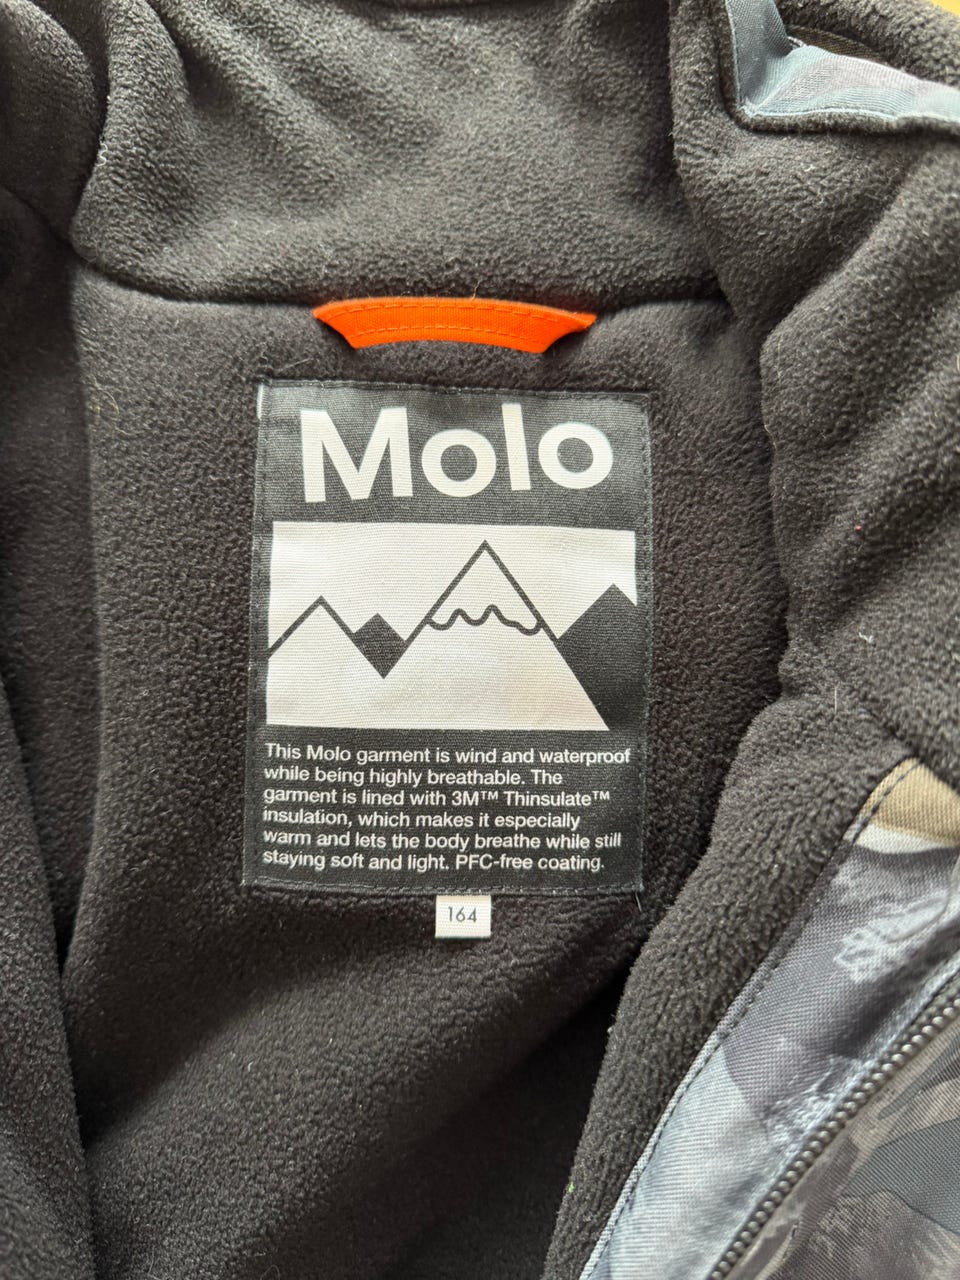 Molo
This Molo garment is wind and waterproof
while being highly breathable. The
garment is lined with 3M™ Thinsulate™
insulation, which makes it especially
warm and lets the body breathe while still
staying soft and light. PFC-free coating.
164